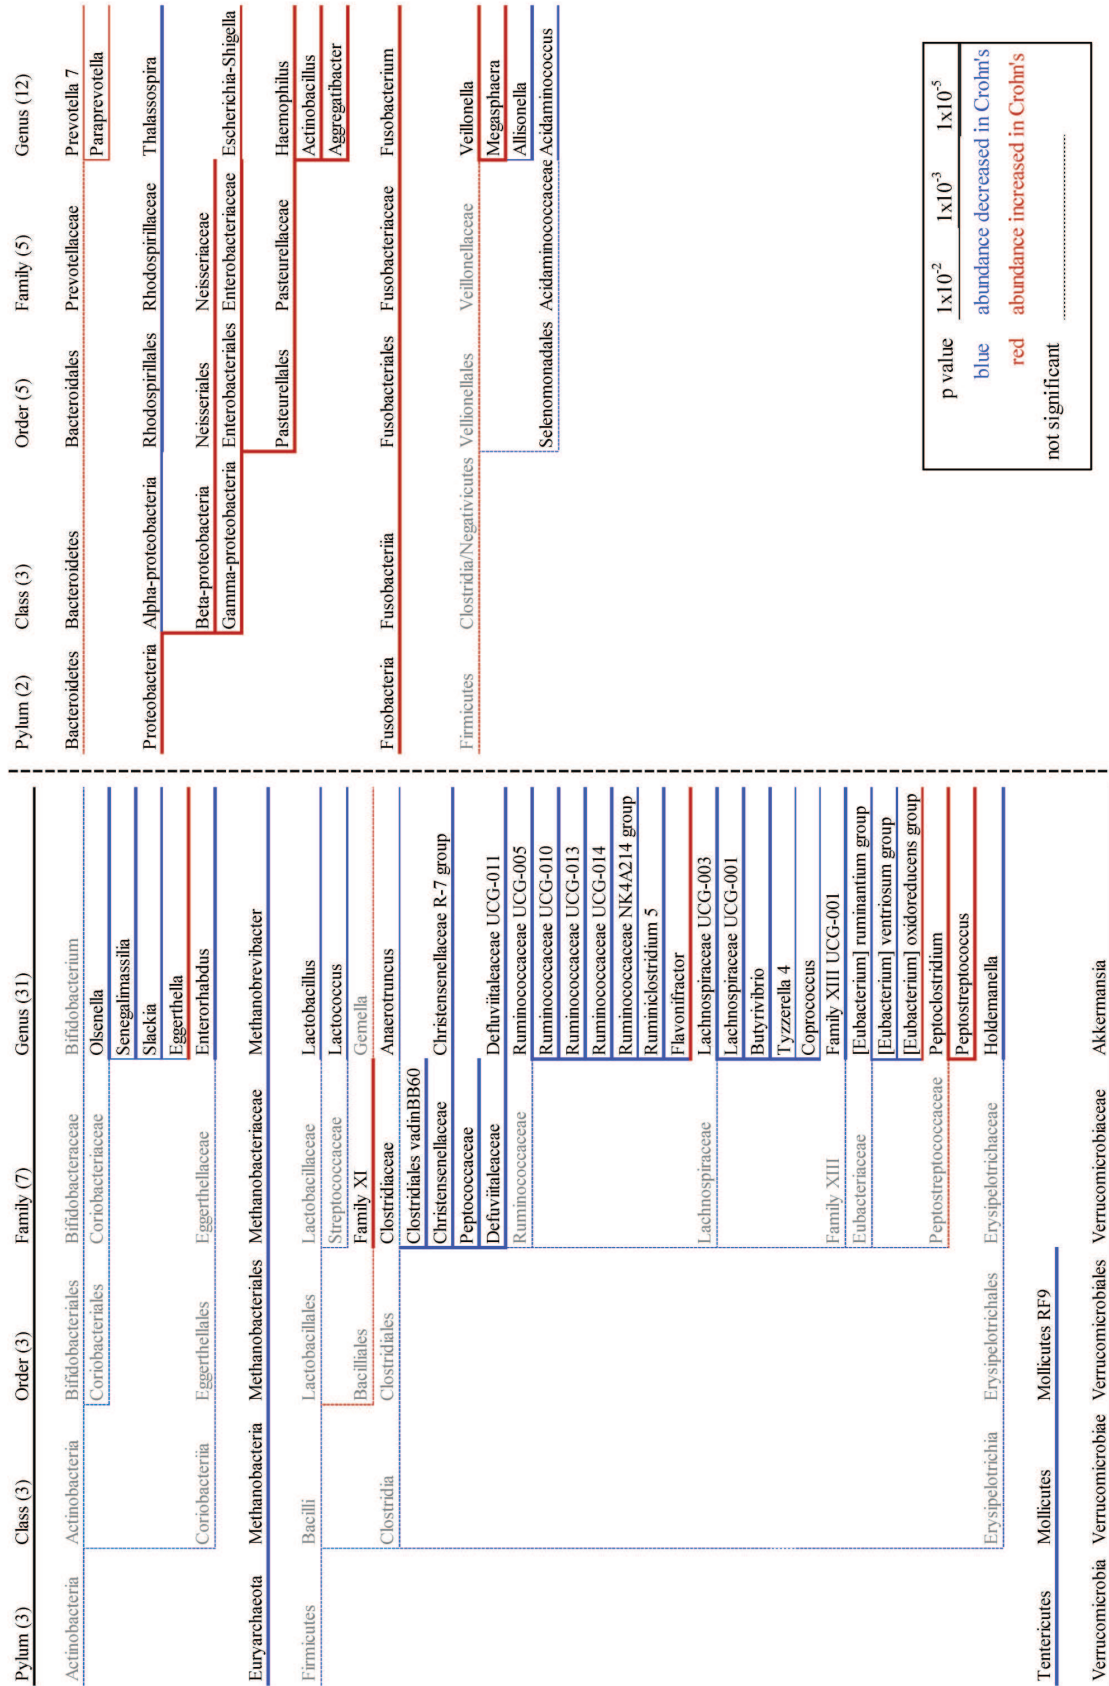 Pylum (3) Class (3) Order (3) Family (7) Genus (31)
Actinobacteria Actinobacteria Bifidobacteriales Bifidobacteraceae Bifidobacterium
Coriobacteriales Coriobacteriaceae Olsenella
Senegalimassilia
Slackia
Eggerthella
Coriobacteriia Eggerthellales Eggerthellaceae Enterorhabdus
Euryarchaeota Methanobacteria Methanobacteriales Methanobacteriaceae Methanobrevibacter
Firmicutes Bacilli Lactobacillales Lactobacillaceae Lactobacillus
Streptococcaceae Lactococcus
Bacilliales Family XI Gemella
Clostridia Clostridiales Clostridiaceae Anacrotruncus
Clostridiales vadinBB60
Christensenellaceae Christensenellaceae R-7 group
Peptococcaceae
Defluviitaleaceae Defluviitaleaceae UCG-011
Ruminococcaceae Ruminococcaceae UCG-005
Ruminococcaceae UCG-010
Ruminococcaceae UCG-013
Ruminococcaceae UCG-014
Ruminococcaceae NK4A214 group
Ruminiclostridium 5
Flavonifractor
Lachnospiraceae Lachnospiraceae UCG-003
Lachnospiraceae UCG-001
Butyrivibrio
Tyzzerella 4
Coprococcus
Family XIII Family XIII UCG-001
Eubacteriaceae [Eubacterium] ruminantium group
[Eubacterium] ventriosum group
[Eubacterium] oxidoreducens group
Peptostreptococcaceae Peptoclostridium
Peptostreptococcus
Erysipelotrichia Erysipelotrichales Erysipelotrichaceae Holdemanella
Tentericutes Mollicutes Mollicutes RF9
Verrucomicrobia Verrucomicrobiae Verrucomicrobiales Verrucomicrobiaceae Akkermansia
Pylum (2) Class (3) Order (5) Family (5) Genus (12)
Bacteroidetes Bacteroidetes Bacteroidales Prevotellaceae Prevotella 7
Paraprevotella
Proteobacteria Alpha-proteobacteria Rhodospirillales Rhodospirillaceae Thalassospira
Beta-proteobacteria Neisseriales Neisseriaceae
Gamma-proteobacteria Enterobacteriales Enterobacteriaceae Escherichia-Shigella
Pasteurellales Pasteurellaceae Haemophilus
Actinobacillus
Aggregatibacter
Fusobacteria Fusobacteriia Fusobacteriales Fusobacteriaceae Fusobacterium
Firmicutes Clostridia/Negativicutes Vellionellales Veillonellaceae Veillonella
Megasphaera
Allisonella
Selenomonadales Acidaminococcaceae Acidaminococcus
p value 1x10-2 1x10-3 1x10-5
blue abundance decreased in Crohn's
red abundance increased in Crohn's
not significant